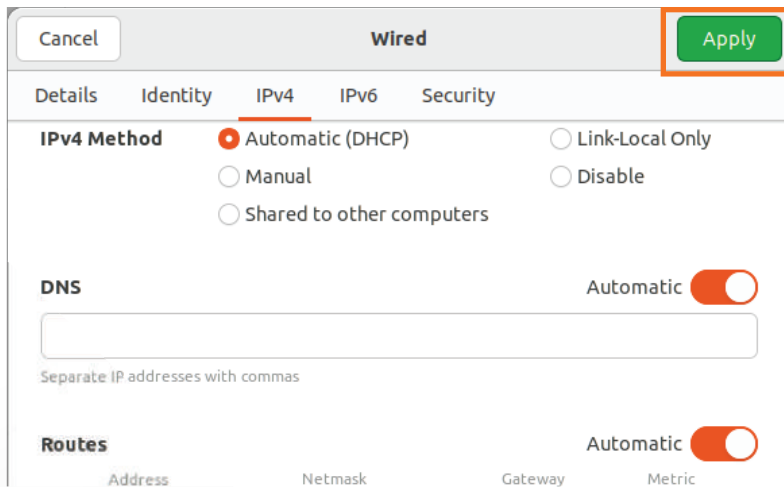 Cancel Wired Apply
Details Identity IPv4 IPv6 Security
IPv4 Method Automatic (DHCP) Link-Local Only
Manual Disable
Shared to other computers
DNS Automatic
Separate IP addresses with commas
Routes Automatic
Address Netmask Gateway Metric